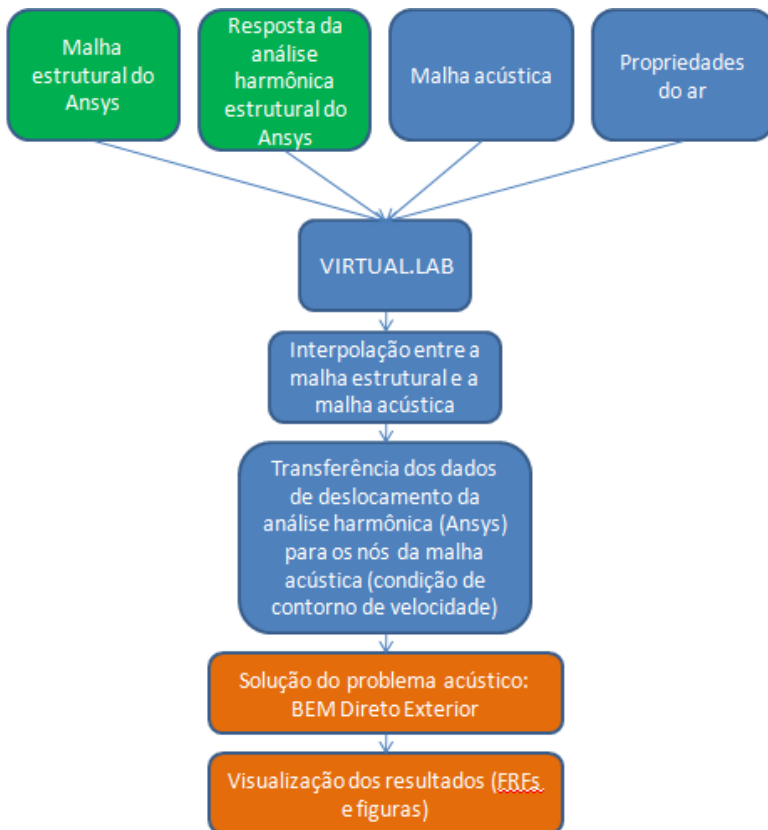 Malha
estrutural do
Ansys
Resposta da
análise
harmônica
estrutural do
Ansys
Malha acústica
Propriedades
do ar
VIRTUAL.LAB
Interpolação entre a
malha estrutural e a
malha acústica
Transferência dos dados
de deslocamento da
análise harmônica (Ansys)
para os nós da malha
acústica (condição de
contorno de velocidade)
Solução do problema acústico:
BEM Direto Exterior
Visualização dos resultados (FRFs
e figuras)